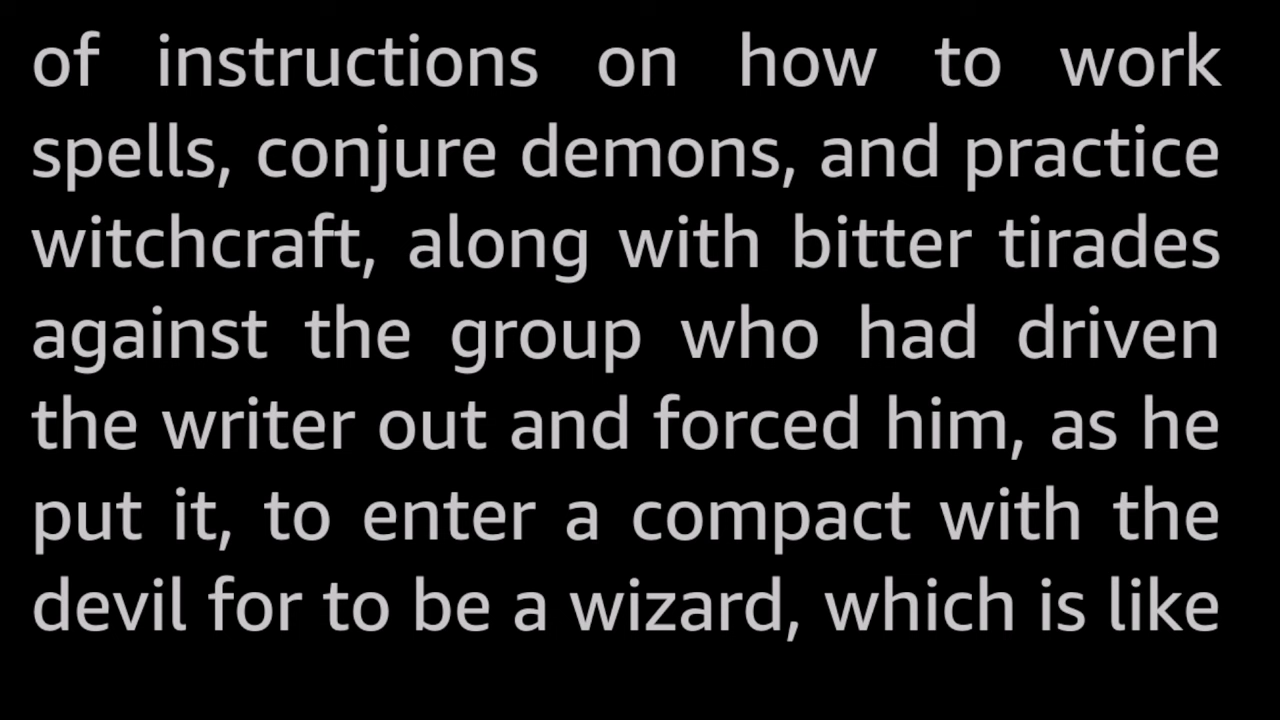 of instructions on how to work
spells, conjure demons, and practice
witchcraft, along with bitter tirades
against the group who had driven
the writer out and forced him, as he
put it, to enter a compact with the
devil for to be a wizard, which is like